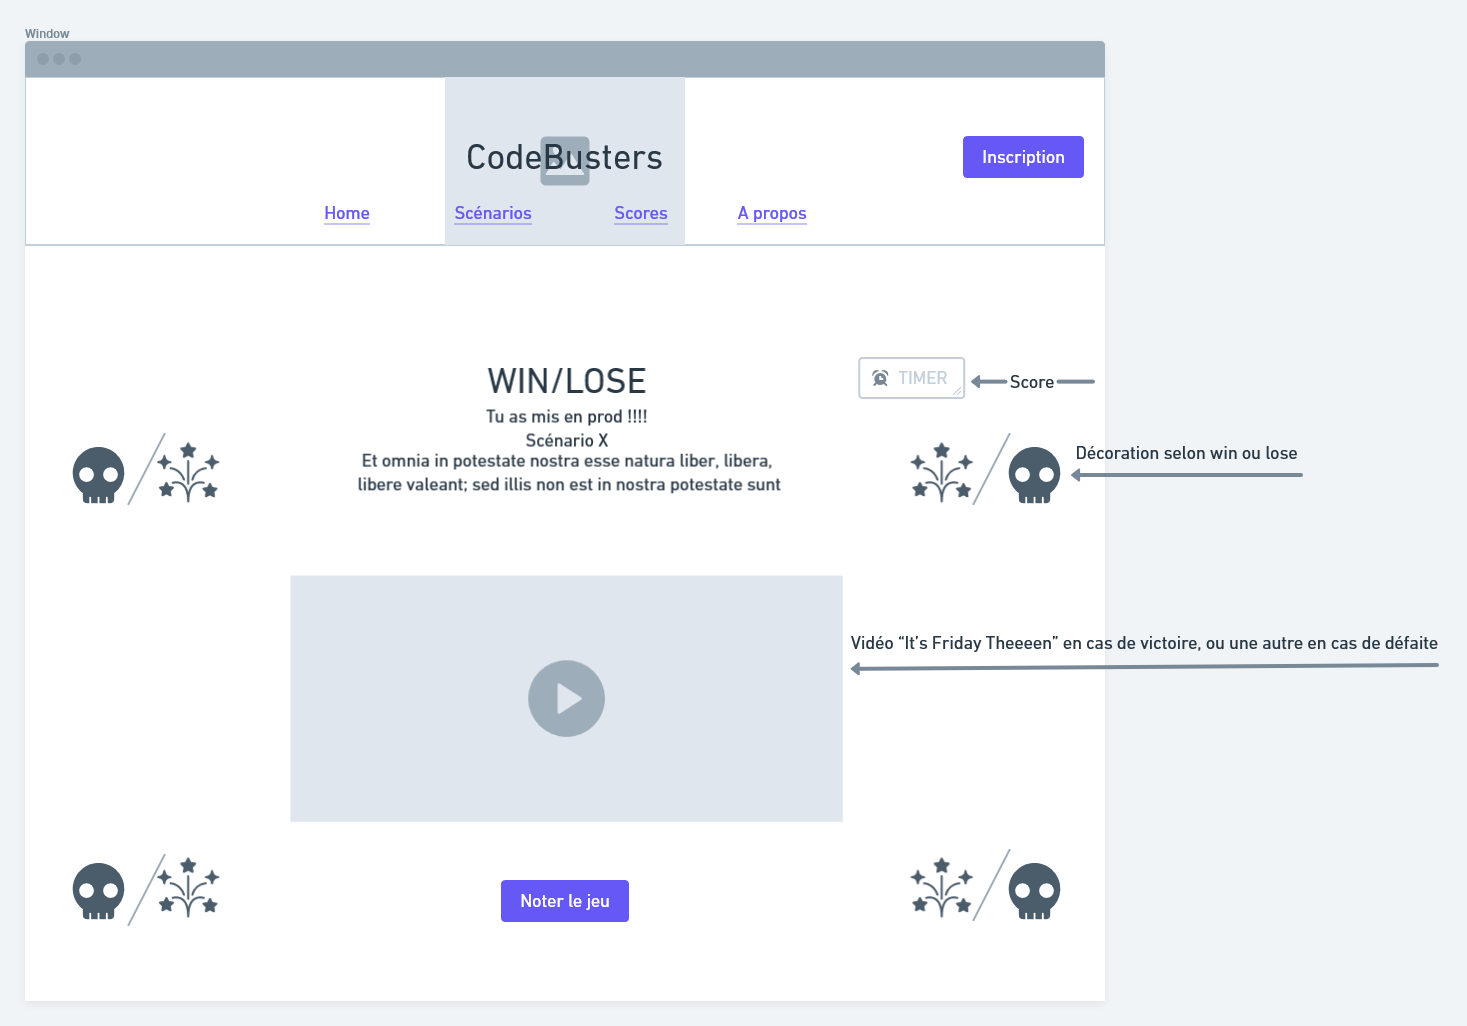 Window
CodeBusters
Inscription
Home
Scénarios
Scores
A propos
WIN/LOSE
TIMER
Score
Tu as mis en prod !!!!
Scénario X
Et omnia in potestate nostra esse natura liber, libera,
libere valeant; sed illis non est in nostra potestate sunt
Décoration selon win ou lose
Vidéo “It’s Friday Theeeen” en cas de victoire, ou une autre en cas de défaite
Noter le jeu